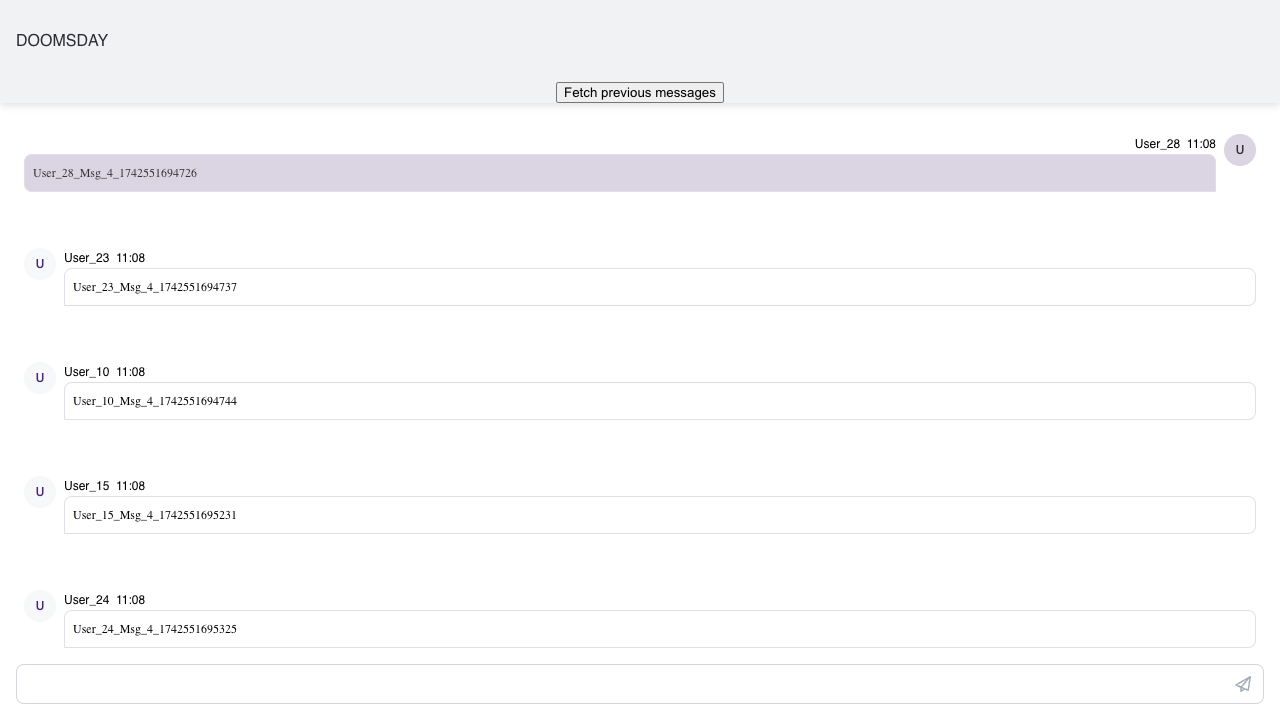 DOOMSDAY
Fetch previous messages
User_28 11:08
U
User_28_Msg_4_1742551694726
U
User_23 11:08
User_23_Msg_4_1742551694737
U
User_10 11:08
User_10_Msg_4_1742551694744
U
User_15 11:08
User_15_Msg_4_1742551695231
U
User_24 11:08
User_24_Msg_4_1742551695325